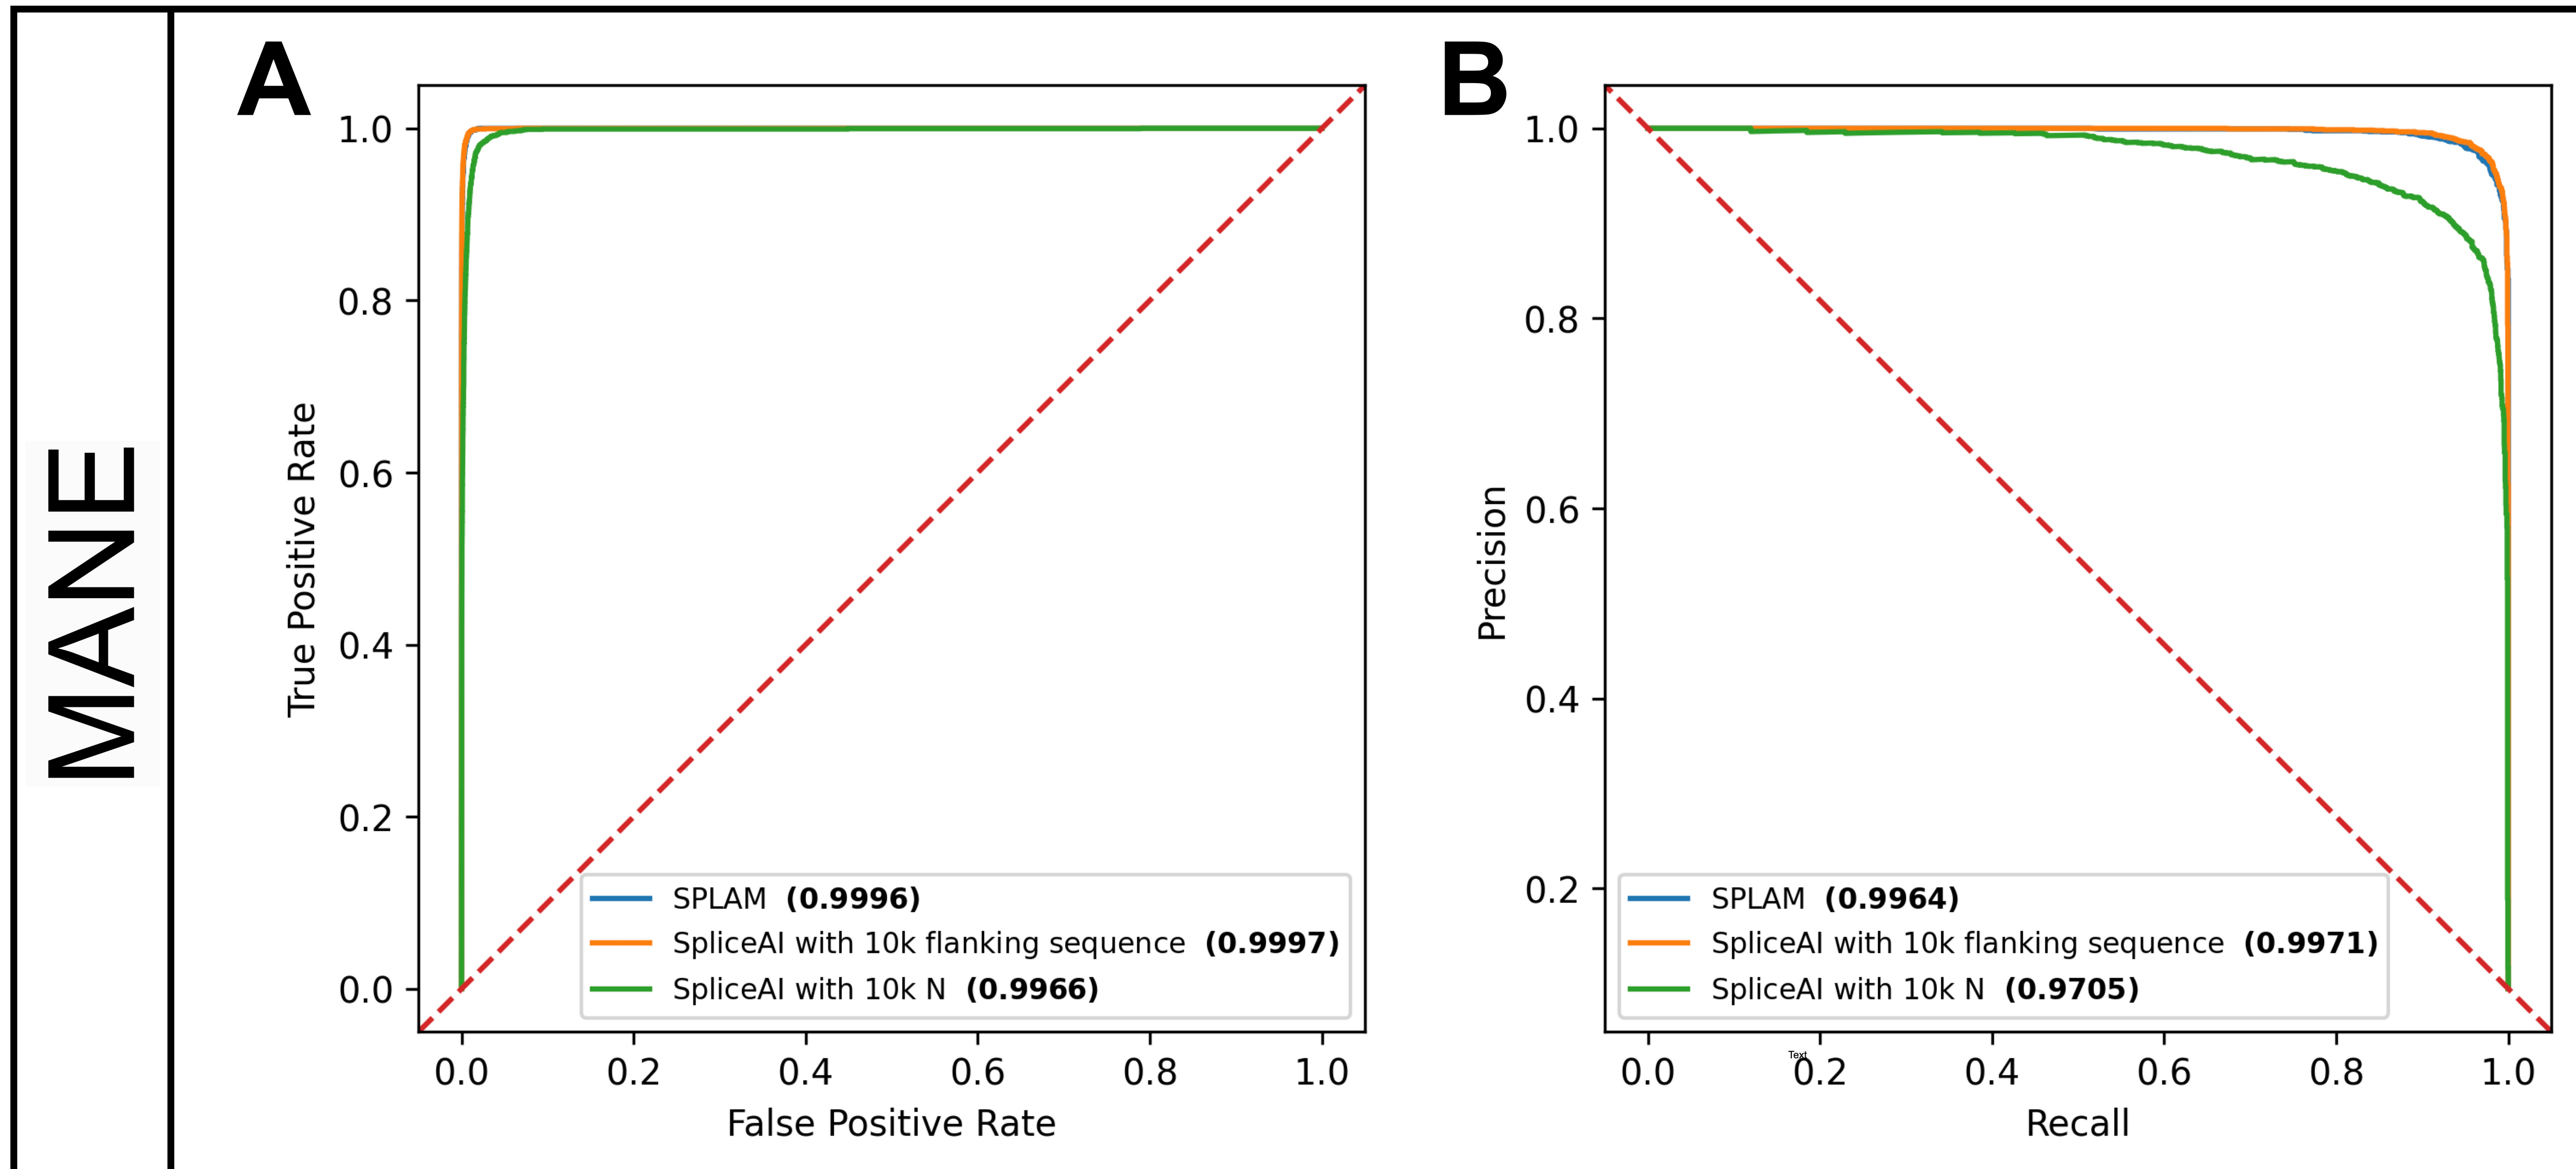 MANE
A
True Positive Rate
1.0
0.8
0.6
0.4
0.2
0.0
SPLAM (0.9996)
SpliceAI with 10k flanking sequence (0.9997)
SpliceAI with 10k N (0.9966)
0.0 0.2 0.4 0.6 0.8 1.0
False Positive Rate
B
Precision
1.0
0.8
0.6
0.4
0.2
SPLAM (0.9964)
SpliceAI with 10k flanking sequence (0.9971)
SpliceAI with 10k N (0.9705)
Text
0.0 0.2 0.4 0.6 0.8 1.0
Recall